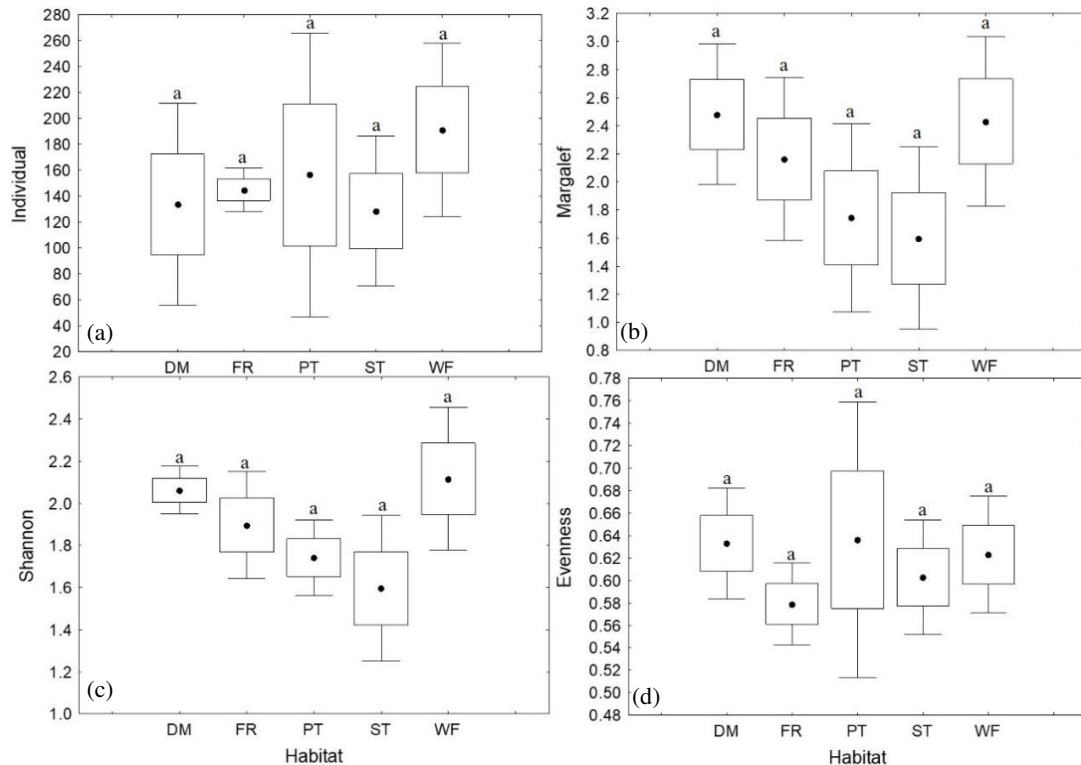 280
260
240
220
200
180
160
140
120
100
80
60
40
20
Individual
a
a
a
a
a
(a)
DM FR PT ST WF
3.2
3.0
2.8
2.6
2.4
2.2
2.0
1.8
1.6
1.4
1.2
1.0
0.8
Margalef
a
a
a
a
a
(b)
DM FR PT ST WF
2.6
2.4
2.2
2.0
1.8
1.6
1.4
1.2
1.0
Shannon
a
a
a
a
a
(c)
DM FR PT ST WF
Habitat
0.78
0.76
0.74
0.72
0.70
0.68
0.66
0.64
0.62
0.60
0.58
0.56
0.54
0.52
0.50
0.48
Evenness
a
a
a
a
a
(d)
DM FR PT ST WF
Habitat